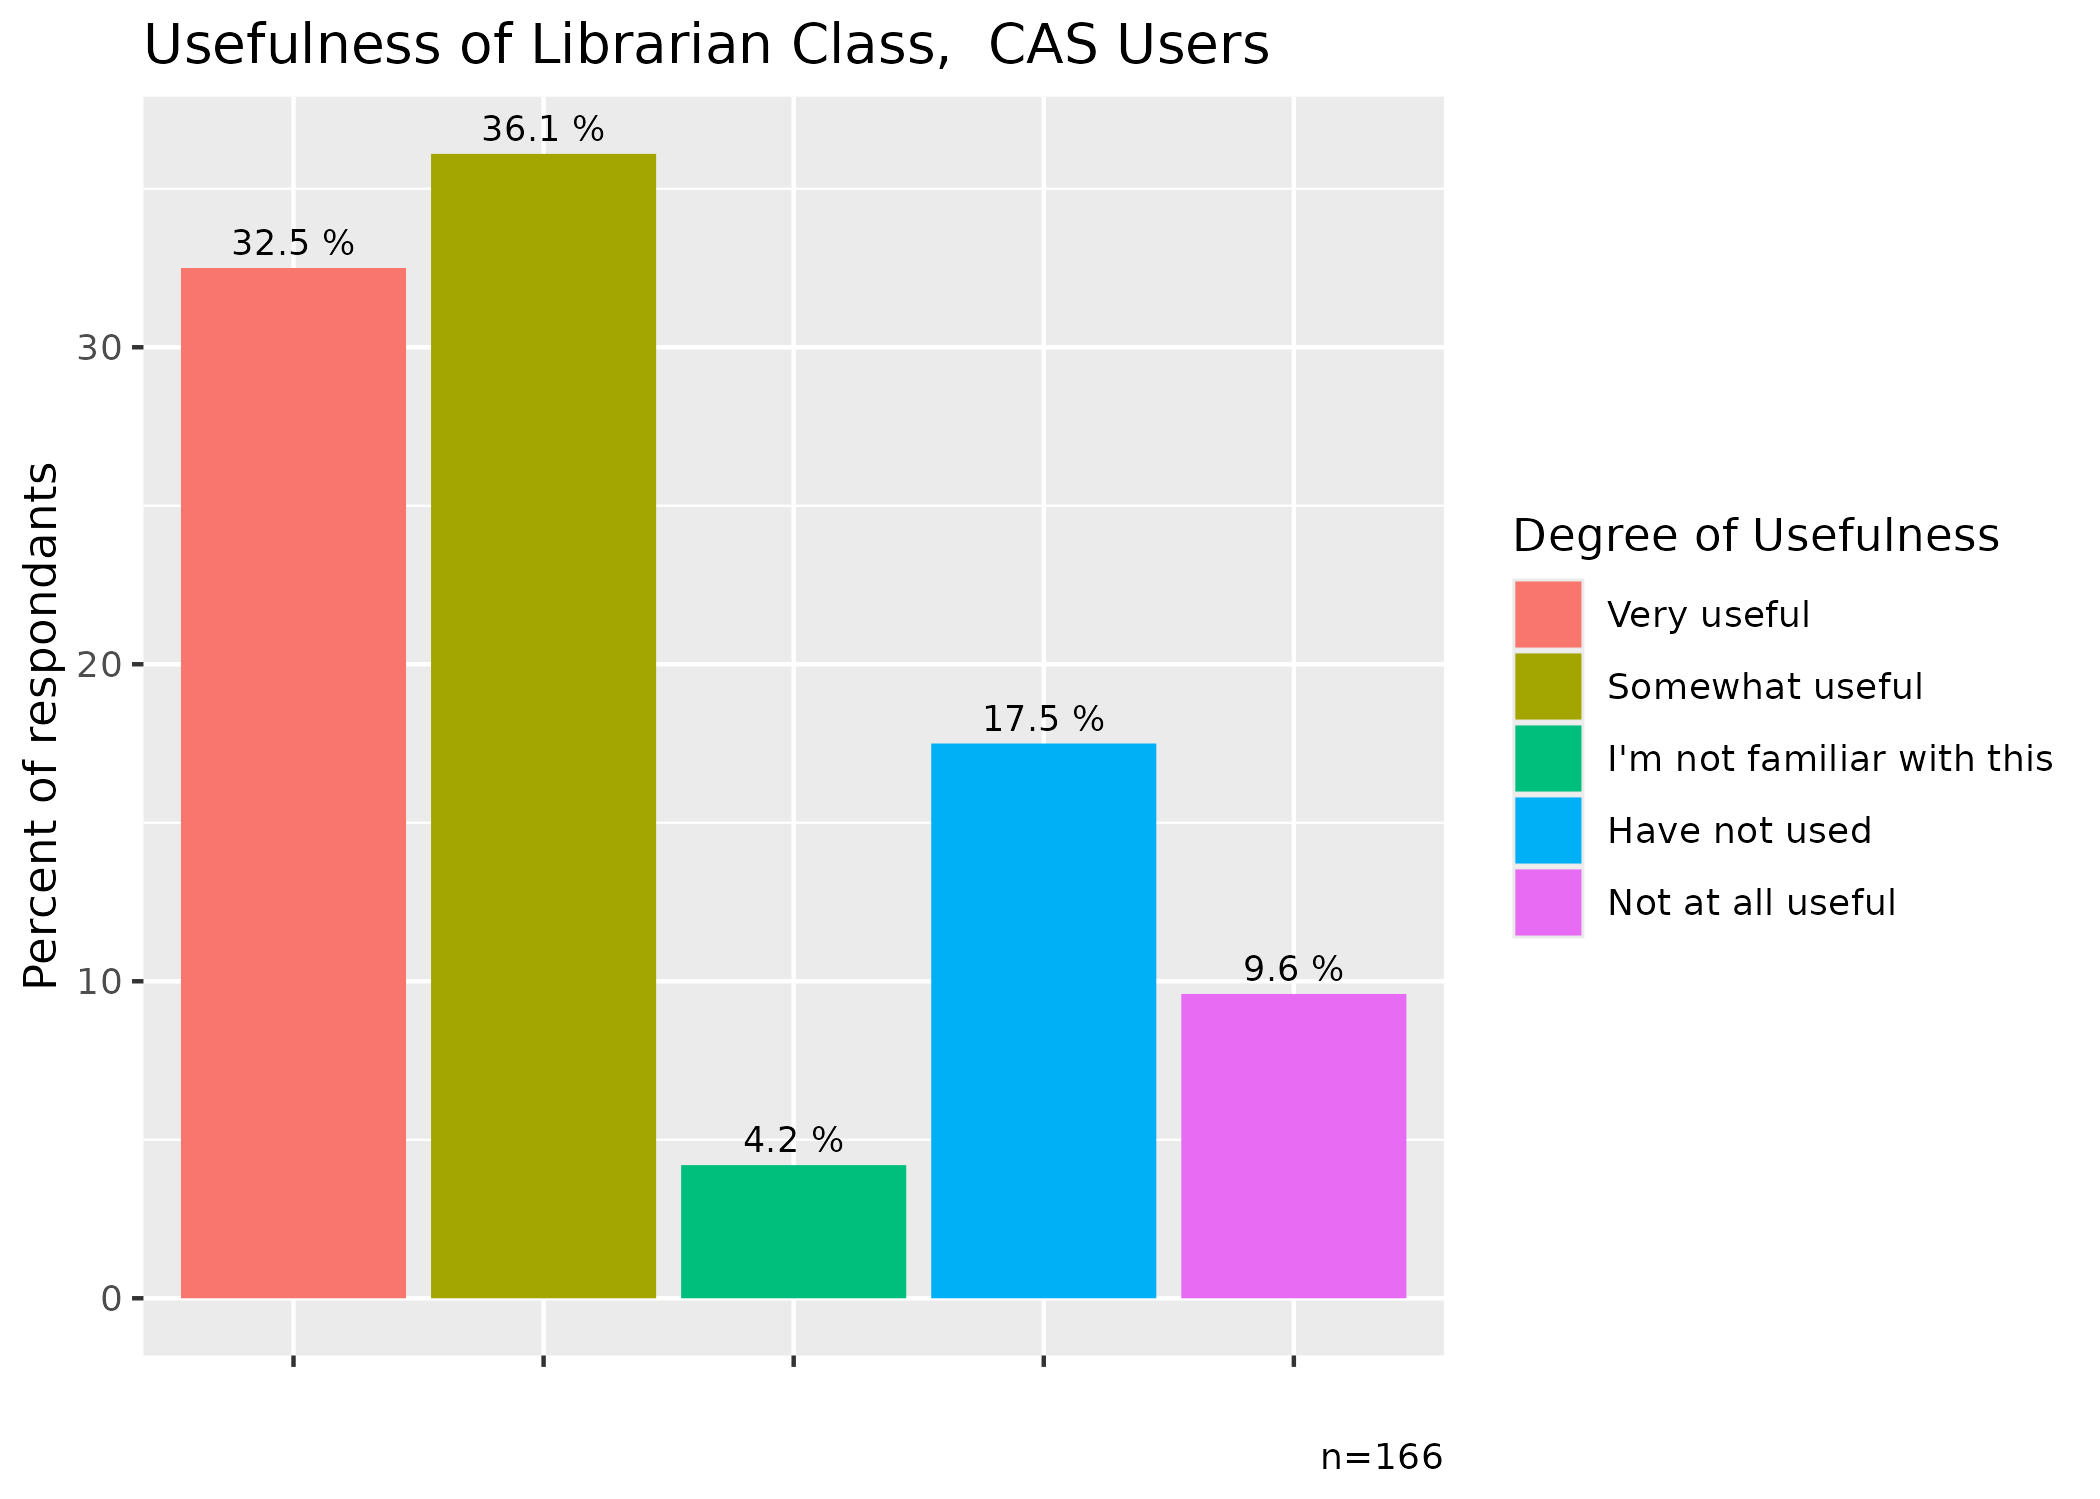 Usefulness of Librarian Class,  CAS Users
Percent of respondants
36.1 %
32.5 %
17.5 %
9.6 %
4.2 %
30
20
10
0
Degree of Usefulness
Very useful
Somewhat useful
I'm not familiar with this
Have not used
Not at all useful
n=166